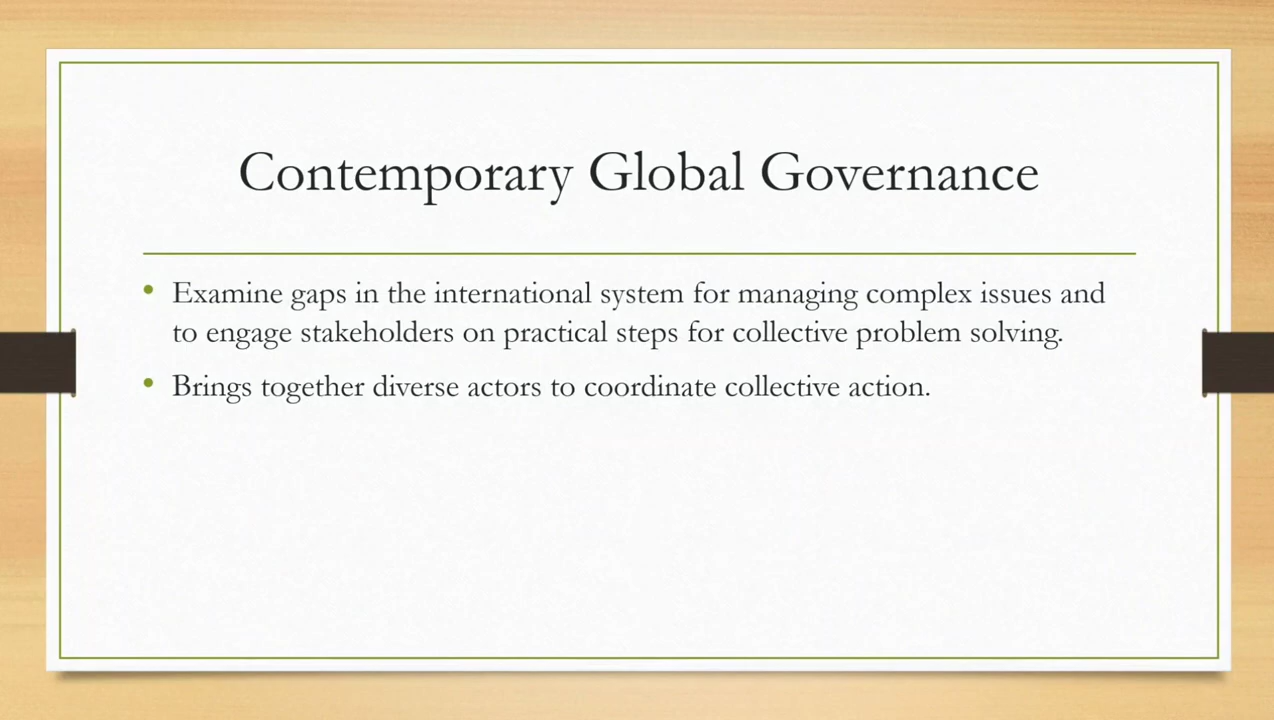 Contemporary Global Governance
• Examine gaps in the international system for managing complex issues and
to engage stakeholders on practical steps for collective problem solving.
• Brings together diverse actors to coordinate collective action.